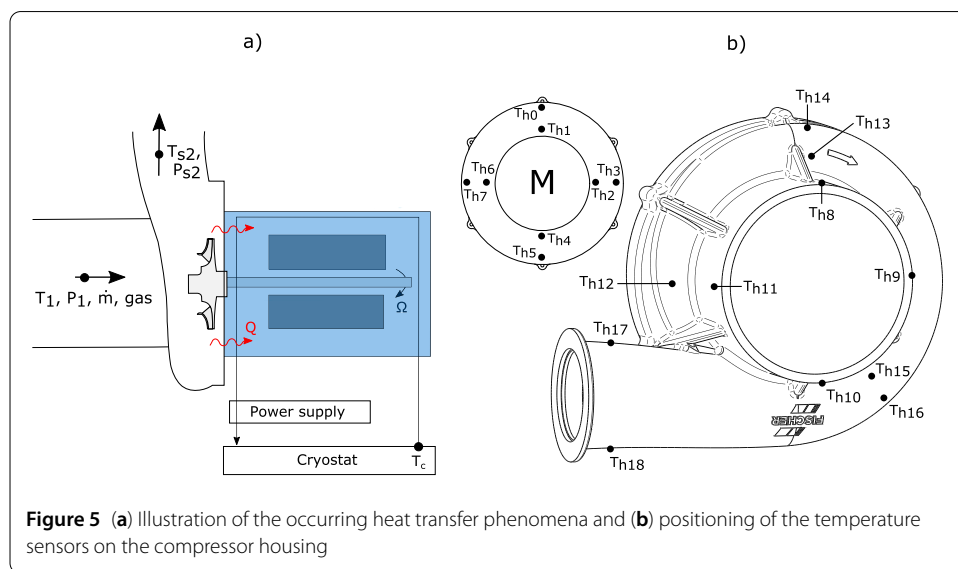 a)
b)
Ts2,
Ps2
T1, P1, ṁ, gas
Q
Ω
Power supply
Cryostat
Tc
Th0
Th1
Th6
Th7
M
Th3
Th2
Th4
Th5
Th14
Th13
Th8
Th9
Th12
Th11
Th17
Th10
Th15
Th16
FISCHER
Th18
Figure 5 (a) Illustration of the occurring heat transfer phenomena and (b) positioning of the temperature
sensors on the compressor housing